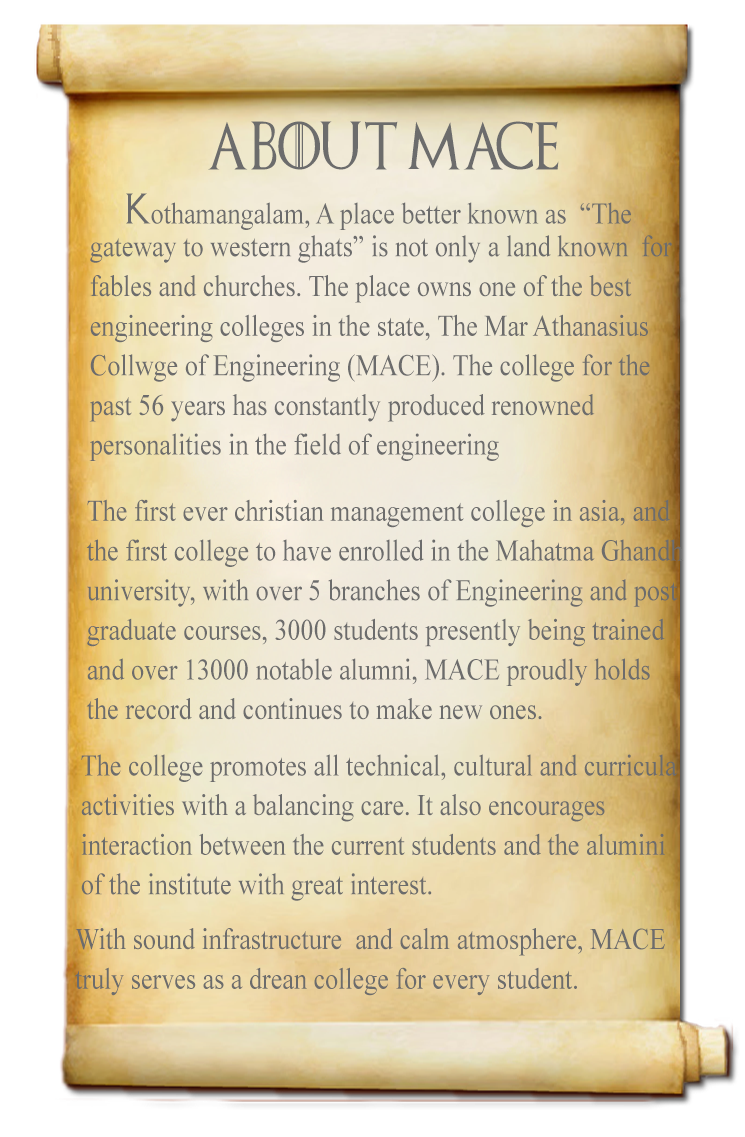 ABOUT MACE
Kothamangalam, A place better known as “The
gateway to western ghats” is not only a land known for
fables and churches. The place owns one of the best
engineering colleges in the state, The Mar Athanasius
Collwge of Engineering (MACE). The college for the
past 56 years has constantly produced renowned
personalities in the field of engineering
The first ever christian management college in asia, and
the first college to have enrolled in the Mahatma Ghandhi
university, with over 5 branches of Engineering and post
graduate courses, 3000 students presently being trained
and over 13000 notable alumni, MACE proudly holds
the record and continues to make new ones.
The college promotes all technical, cultural and curricula
activities with a balancing care. It also encourages
interaction between the current students and the alumini
of the institute with great interest.
With sound infrastructure and calm atmosphere, MACE
truly serves as a drean college for every student.